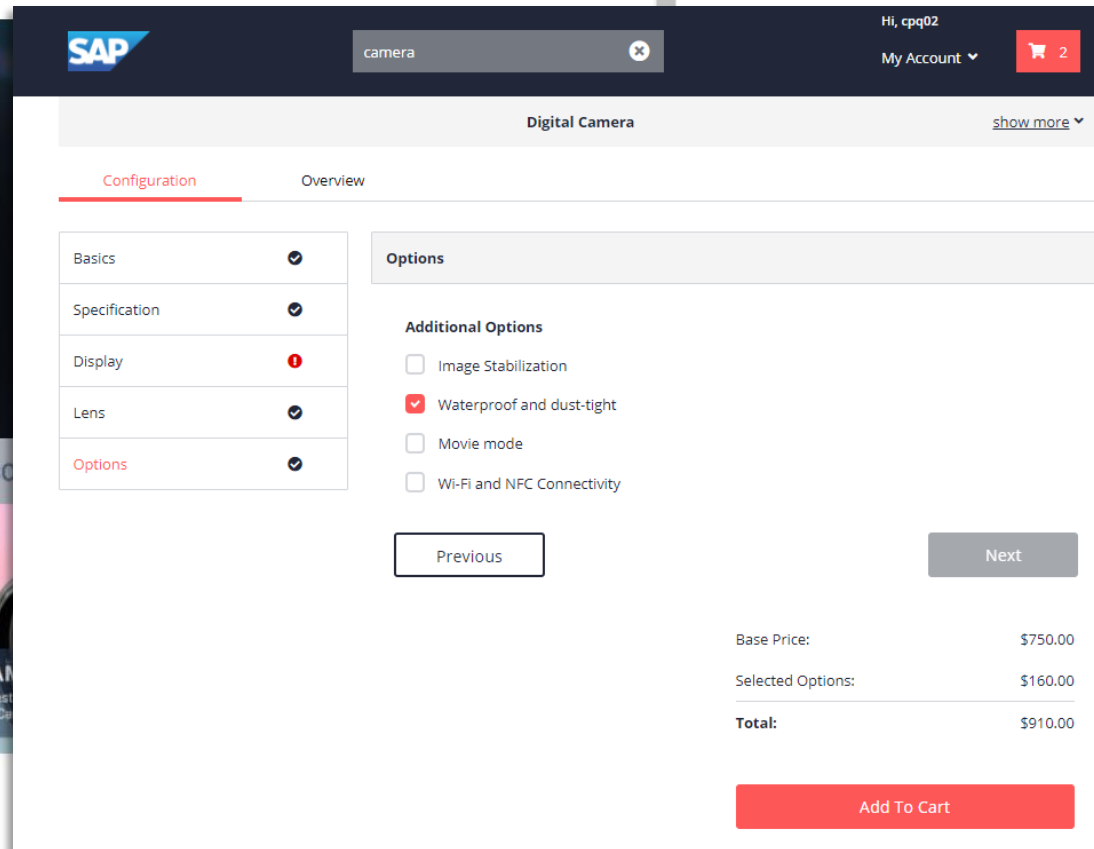 Hi, cpq02
SAP
camera
My Account
2
Digital Camera
show more
Configuration
Overview
Basics
Specification
Display
Lens
Options
Options
Additional Options
Image Stabilization
Waterproof and dust-tight
Movie mode
Wi-Fi and NFC Connectivity
Previous
Next
Base Price: $750.00
Selected Options: $160.00
Total: $910.00
Add To Cart